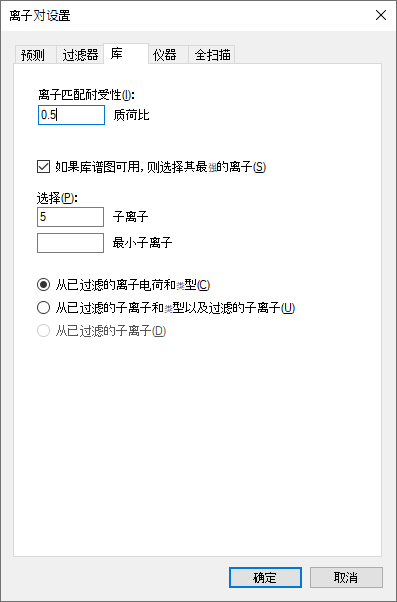 离子对设置
预测 过滤器 库 仪器 全扫描
离子匹配耐受性(I):
0.5 质荷比
如果库谱图可用,则选择其最强的离子(S)
选择(P):
5 子离子
最小子离子
从已过滤的离子电荷和类型(C)
从已过滤的子离子和类型以及过滤的子离子(U)
从已过滤的子离子(D)
确定 取消